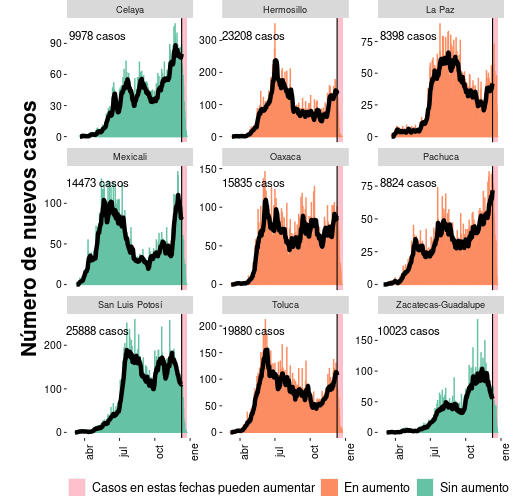 Celaya
Hermosillo
La Paz
9978 casos
23208 casos
8398 casos
90
60
30
0
300
200
100
0
75
50
25
0
Mexicali
Oaxaca
Pachuca
14473 casos
15835 casos
8824 casos
100
50
0
150
100
50
0
75
50
25
0
San Luis Potosí
Toluca
Zacatecas-Guadalupe
25888 casos
19880 casos
10023 casos
200
100
0
200
150
100
50
0
150
100
50
0
abr
jul
oct
ene
abr
jul
oct
ene
abr
jul
oct
ene
Número de nuevos casos
Casos en estas fechas pueden aumentar
En aumento
Sin aumento